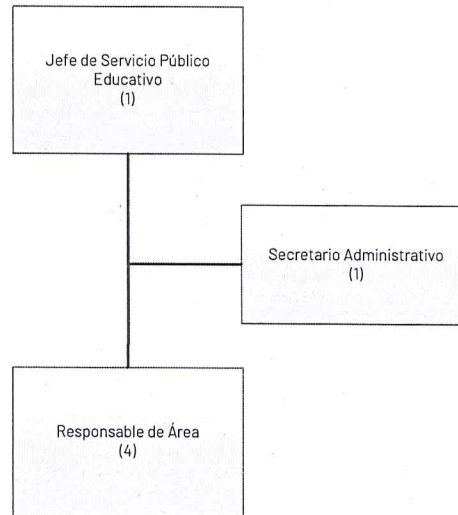 Jefe de Servicio Público
Educativo
(1)
Secretario Administrativo
(1)
Responsable de Área
(4)